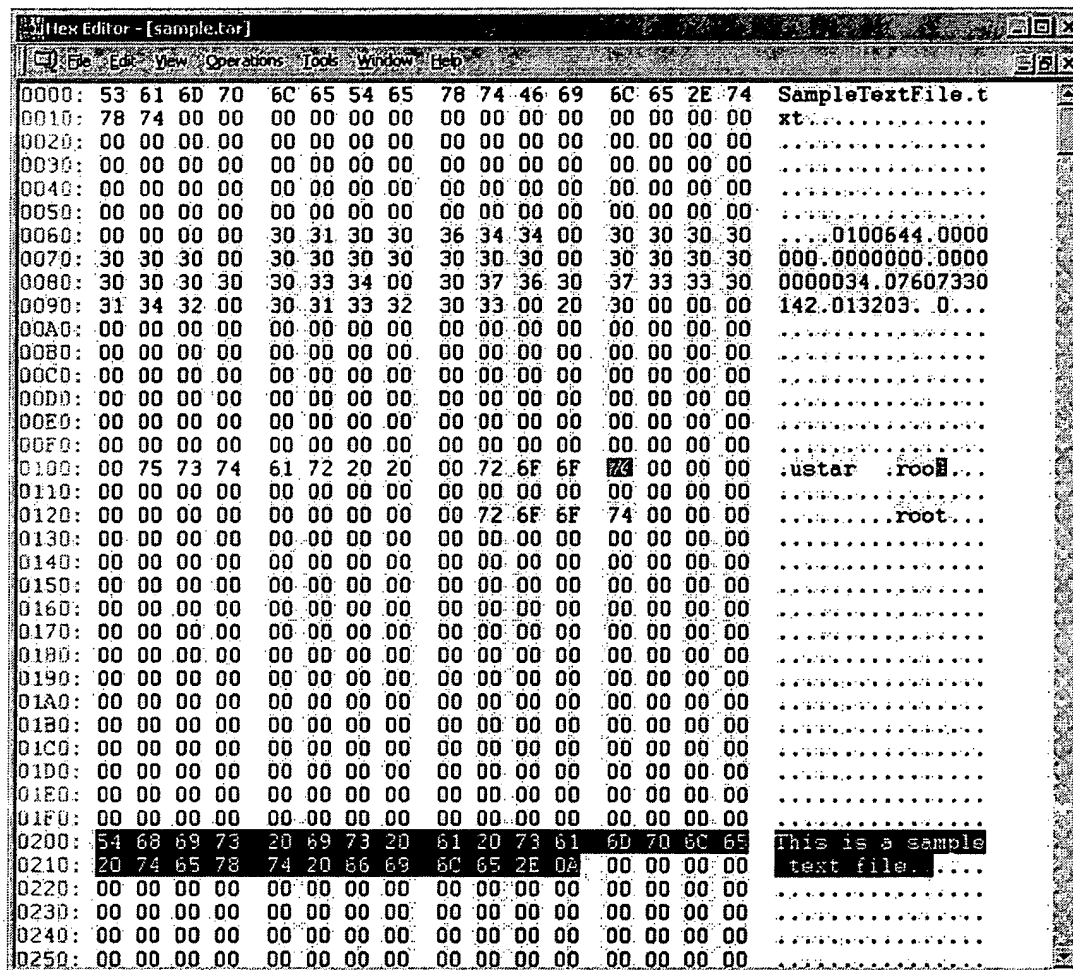 Hex Editor - [sample.tar]
File Edit View Operations Tools Window Help
0000: 53 61 6D 70 6C 65 54 65 78 74 46 69 6C 65 2E 74 SampleTextFile.t
0010: 78 74 00 00 00 00 00 00 00 00 00 00 00 00 00 00 xt..............
0020: 00 00 00 00 00 00 00 00 00 00 00 00 00 00 00 00 ................
0030: 00 00 00 00 00 00 00 00 00 00 00 00 00 00 00 00 ................
0040: 00 00 00 00 00 00 00 00 00 00 00 00 00 00 00 00 ................
0050: 00 00 00 00 00 00 00 00 00 00 00 00 00 00 00 00 ................
0060: 00 00 00 00 30 31 30 30 36 34 34 00 30 30 30 30 ....0100644.0000
0070: 30 30 30 00 30 30 30 30 30 30 30 00 30 30 30 30 000.0000000.0000
0080: 30 30 30 30 30 33 34 00 30 37 36 30 37 33 33 30 0000034.07607330
0090: 31 34 32 00 30 31 33 32 30 33 00 20 30 00 00 00 142.013203. 0...
00A0: 00 00 00 00 00 00 00 00 00 00 00 00 00 00 00 00 ................
00B0: 00 00 00 00 00 00 00 00 00 00 00 00 00 00 00 00 ................
00C0: 00 00 00 00 00 00 00 00 00 00 00 00 00 00 00 00 ................
00D0: 00 00 00 00 00 00 00 00 00 00 00 00 00 00 00 00 ................
00E0: 00 00 00 00 00 00 00 00 00 00 00 00 00 00 00 00 ................
00F0: 00 00 00 00 00 00 00 00 00 00 00 00 00 00 00 00 ................
0100: 00 75 73 74 61 72 20 20 00 72 6F 6F 74 00 00 00 .ustar  .root...
0110: 00 00 00 00 00 00 00 00 00 00 00 00 00 00 00 00 ................
0120: 00 00 00 00 00 00 00 00 00 72 6F 6F 74 00 00 00 .........root...
0130: 00 00 00 00 00 00 00 00 00 00 00 00 00 00 00 00 ................
0140: 00 00 00 00 00 00 00 00 00 00 00 00 00 00 00 00 ................
0150: 00 00 00 00 00 00 00 00 00 00 00 00 00 00 00 00 ................
0160: 00 00 00 00 00 00 00 00 00 00 00 00 00 00 00 00 ................
0170: 00 00 00 00 00 00 00 00 00 00 00 00 00 00 00 00 ................
0180: 00 00 00 00 00 00 00 00 00 00 00 00 00 00 00 00 ................
0190: 00 00 00 00 00 00 00 00 00 00 00 00 00 00 00 00 ................
01A0: 00 00 00 00 00 00 00 00 00 00 00 00 00 00 00 00 ................
01B0: 00 00 00 00 00 00 00 00 00 00 00 00 00 00 00 00 ................
01C0: 00 00 00 00 00 00 00 00 00 00 00 00 00 00 00 00 ................
01D0: 00 00 00 00 00 00 00 00 00 00 00 00 00 00 00 00 ................
01E0: 00 00 00 00 00 00 00 00 00 00 00 00 00 00 00 00 ................
01F0: 00 00 00 00 00 00 00 00 00 00 00 00 00 00 00 00 ................
0200: 54 68 69 73 20 69 73 20 61 20 73 61 6D 70 6C 65 This is a sample
0210: 20 74 65 78 74 20 66 69 6C 65 2E 0A 00 00 00 00  text file......
0220: 00 00 00 00 00 00 00 00 00 00 00 00 00 00 00 00 ................
0230: 00 00 00 00 00 00 00 00 00 00 00 00 00 00 00 00 ................
0240: 00 00 00 00 00 00 00 00 00 00 00 00 00 00 00 00 ................
0250: 00 00 00 00 00 00 00 00 00 00 00 00 00 00 00 00 ................